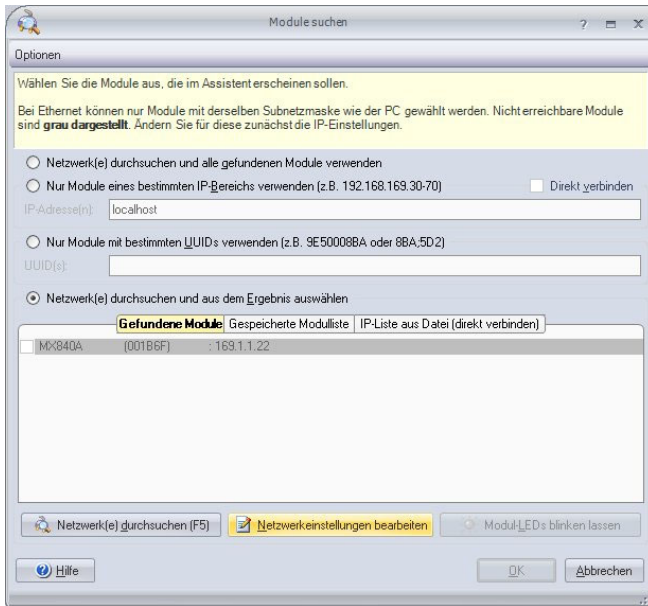 Module suchen
Optionen
Wählen Sie die Module aus, die im Assistent erscheinen sollen.
Bei Ethernet können nur Module mit derselben Subnetzmaske wie der PC gewählt werden. Nicht erreichbare Module
sind grau dargestellt. Ändern Sie für diese zunächst die IP-Einstellungen.
Netzwerk(e) durchsuchen und alle gefundenen Module verwenden
Nur Module eines bestimmten IP-Bereichs verwenden (z.B. 192.168.169.30-70) Direkt verbinden
IP-Adresse(n): localhost
Nur Module mit bestimmten UUIDs verwenden (z.B. 9E50008BA oder 8BA;5D2)
UUID(s):
Netzwerk(e) durchsuchen und aus dem Ergebnis auswählen
Gefundene Module Gespeicherte Modulliste IP-Liste aus Datei (direkt verbinden)
MX840A (001B6F) : 169.1.1.22
Netzwerk(e) durchsuchen (F5) Netzwerkeinstellungen bearbeiten Modul-LEDs blinken lassen
Hilfe OK Abbrechen